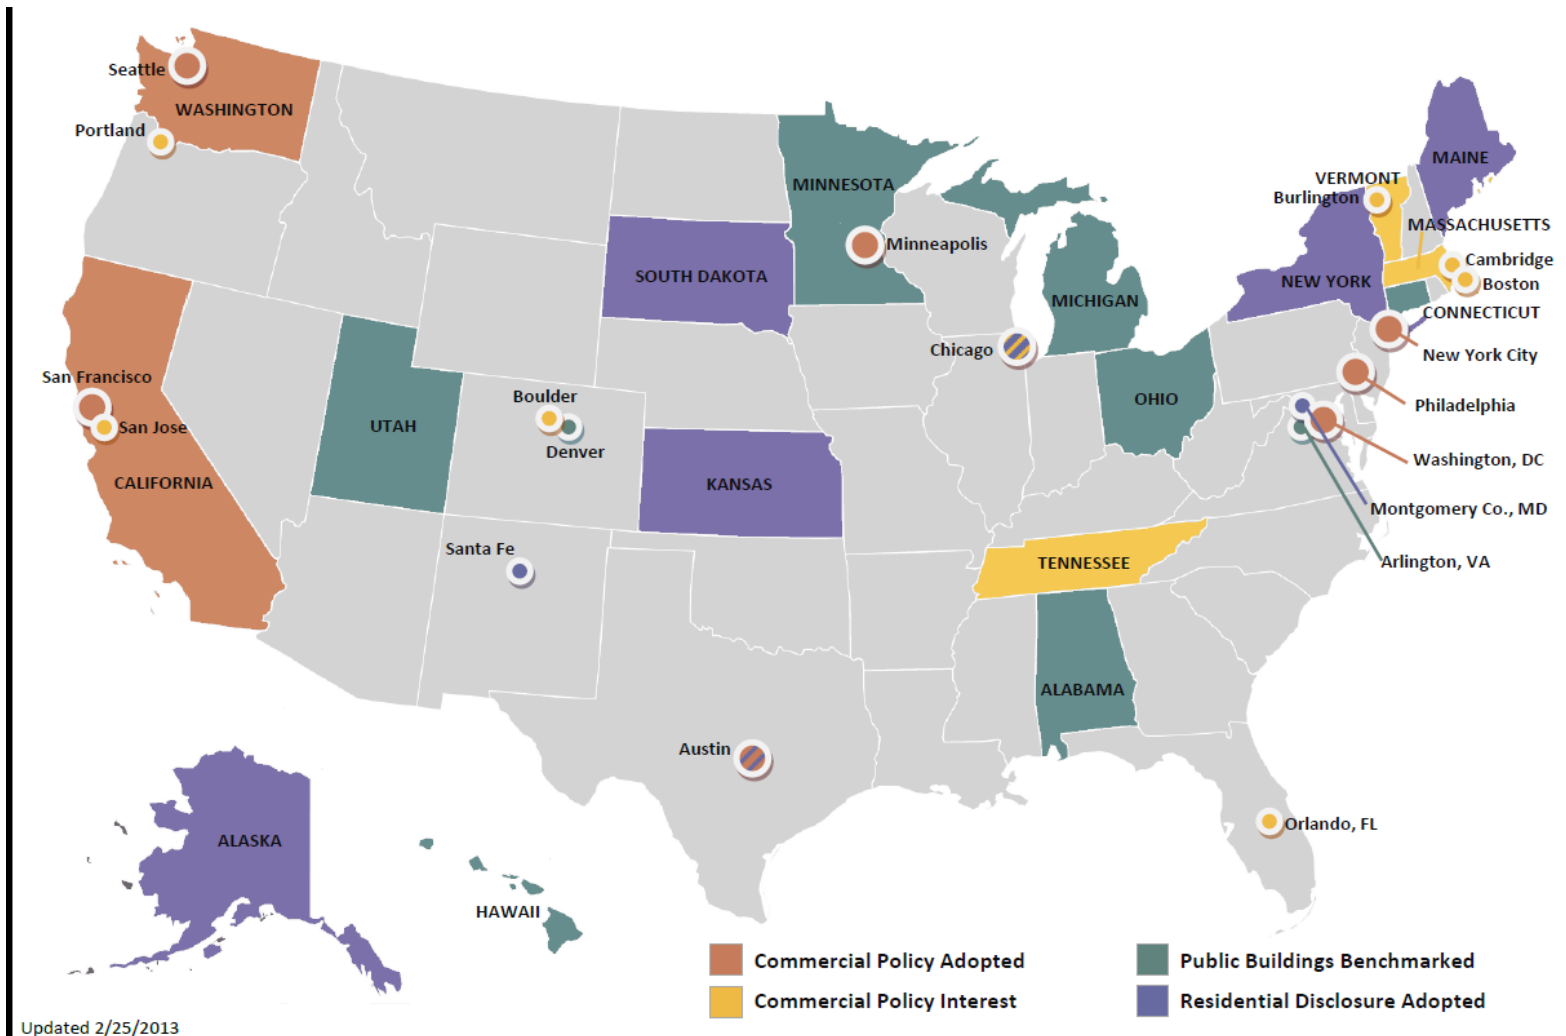 Seattle
WASHINGTON
Portland
MINNESOTA
MAINE
VERMONT
Burlington
MASSACHUSETTS
Minneapolis
Cambridge
SOUTH DAKOTA
NEW YORK
Boston
MICHIGAN
CONNECTICUT
Chicago
New York City
San Francisco
Boulder
OHIO
Philadelphia
San Jose
UTAH
Denver
Washington, DC
CALIFORNIA
KANSAS
Montgomery Co., MD
Santa Fe
TENNESSEE
Arlington, VA
ALABAMA
Austin
Orlando, FL
ALASKA
HAWAII
Commercial Policy Adopted
Public Buildings Benchmarked
Commercial Policy Interest
Residential Disclosure Adopted
Updated 2/25/2013